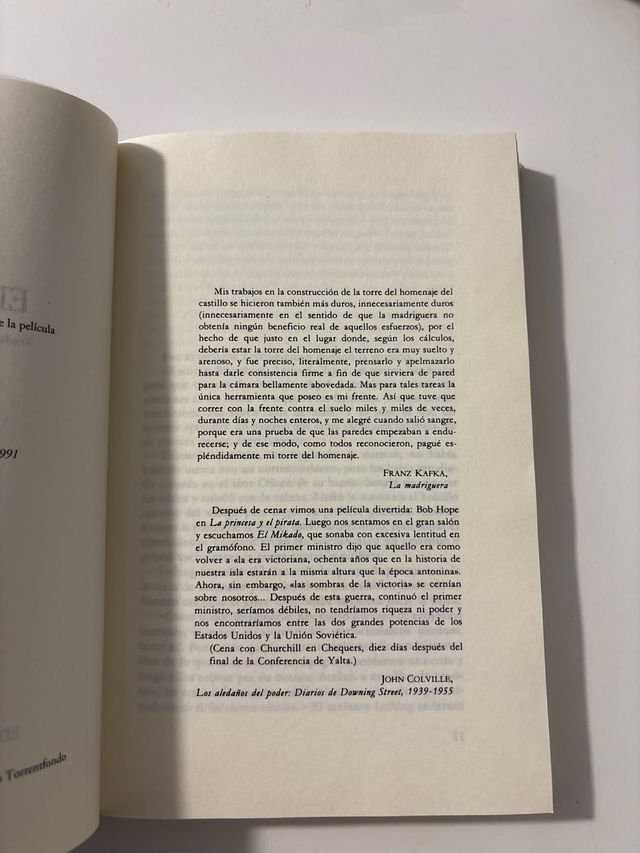 e la película
991
Torrentfondo
Mis trabajos en la construcción de la torre del homenaje del
castillo se hicieron también más duros, innecesariamente duros
(innecesariamente en el sentido de que la madriguera no
obtenía ningún beneficio real de aquellos esfuerzos), por el
hecho de que justo en el lugar donde, según los cálculos,
debería estar la torre del homenaje el terreno era muy suelto y
arenoso, y fue preciso, literalmente, prensarlo y apelmazarlo
hasta darle consistencia firme a fin de que sirviera de pared
para la cámara bellamente abovedada. Mas para tales tareas la
única herramienta que poseo es mi frente. Así que tuve que
correr con la frente contra el suelo miles y miles de veces,
durante días y noches enteros, y me alegré cuando salió sangre,
porque era una prueba de que las paredes empezaban a endu-
recerse; y de ese modo, como todos reconocieron, pagué es-
pléndidamente mi torre del homenaje.
FRANZ KAFKA,
La madriguera
Después de cenar vimos una película divertida: Bob Hope
en La princesa y el pirata. Luego nos sentamos en el gran salón
y escuchamos El Mikado, que sonaba con excesiva lentitud en
el gramófono. El primer ministro dijo que aquello era como
volver a «la era victoriana, ochenta años que en la historia de
nuestra isla estarán a la misma altura que la época antonina».
Ahora, sin embargo, «las sombras de la victoria» se cernían
sobre nosotros... Después de esta guerra, continuó el primer
ministro, seríamos débiles, no tendríamos riqueza ni poder y
nos encontraríamos entre las dos grandes potencias de los
Estados Unidos y la Unión Soviética.
(Cena con Churchill en Chequers, diez días después del
final de la Conferencia de Yalta.)
JOHN COLVILLE,
Los aledaños del poder: Diarios de Downing Street, 1939-1955